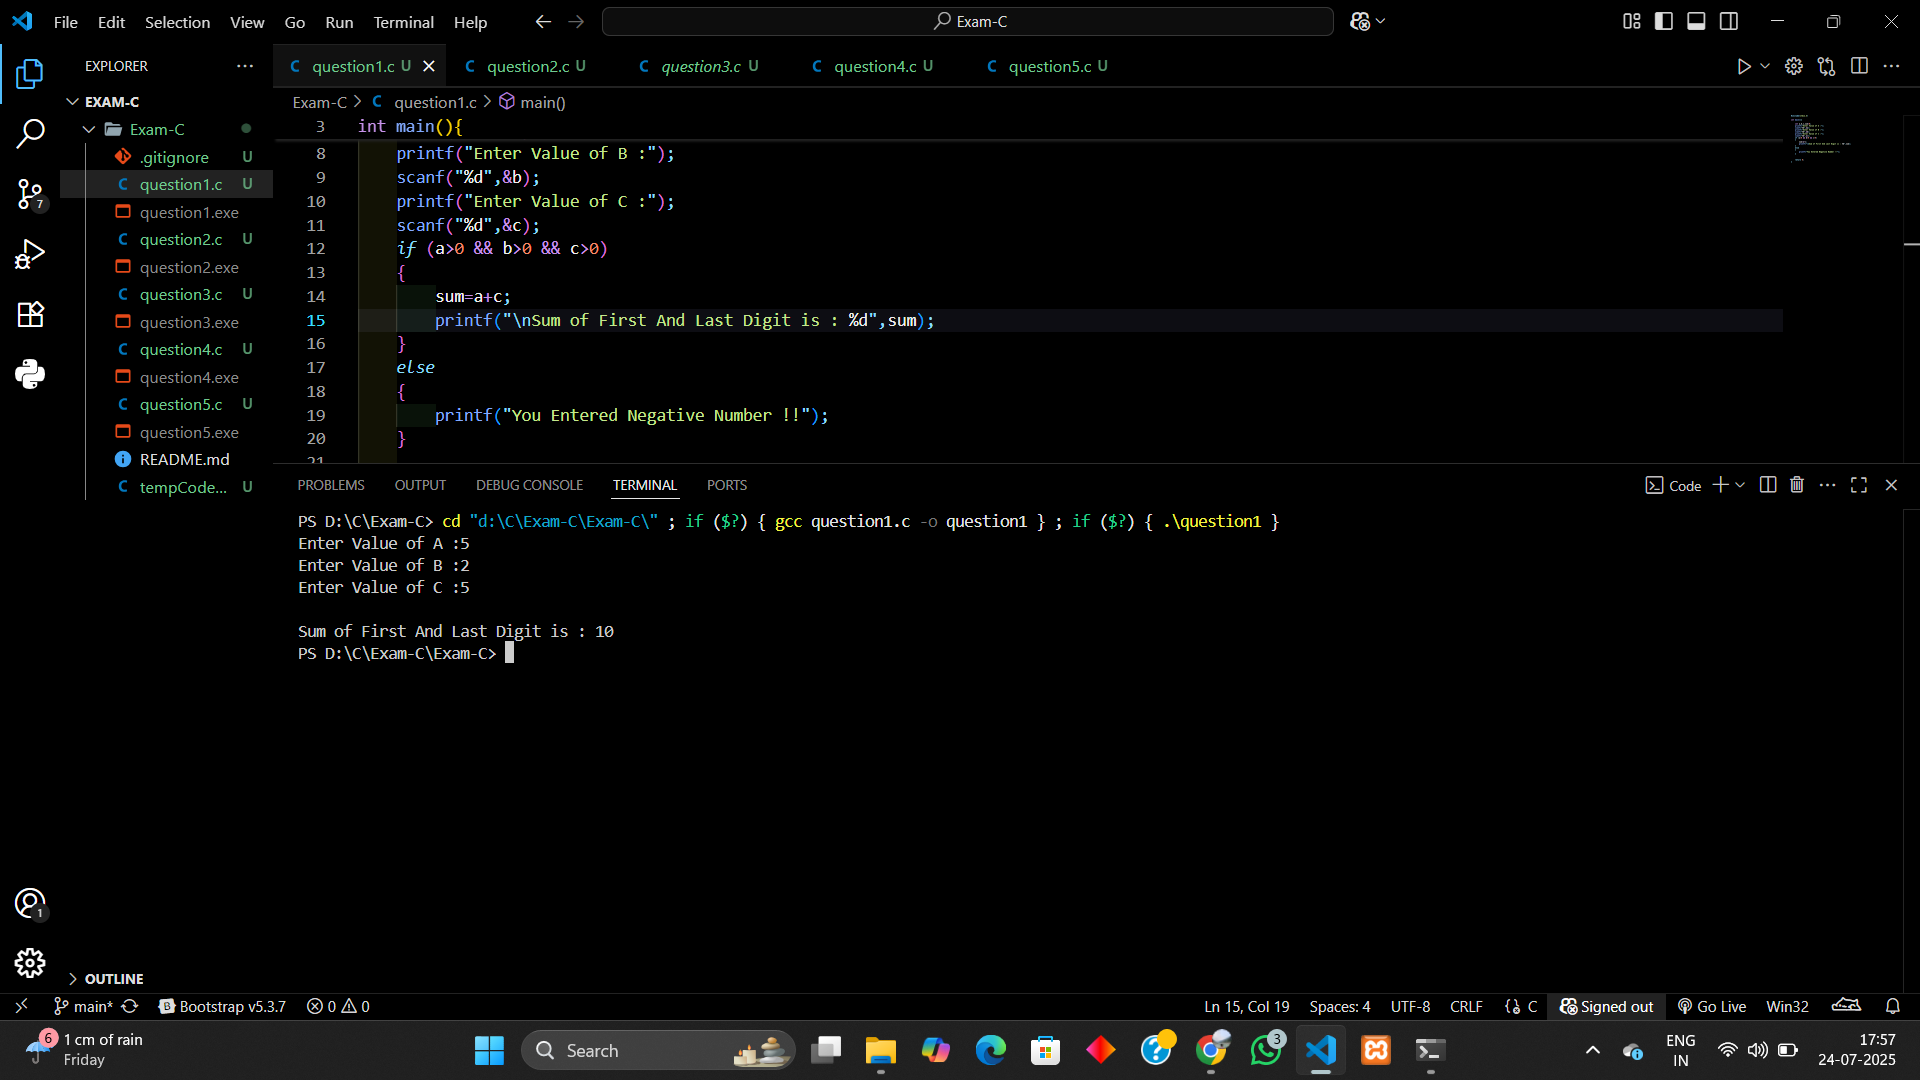 File Edit Selection View Go Run Terminal Help
Exam-C
EXPLORER
question1.c U
question2.c U
question3.c U
question4.c U
question5.c U
EXAM-C
Exam-C
.gitignore U
question1.c U
question1.exe
question2.c U
question2.exe
question3.c U
question3.exe
question4.c U
question4.exe
question5.c U
question5.exe
README.md
tempCode... U
7
1
OUTLINE
Exam-C > C question1.c > main()
3 int main(){
8 printf("Enter Value of B :");
9 scanf("%d",&b);
10 printf("Enter Value of C :");
11 scanf("%d",&c);
12 if (a>0 && b>0 && c>0)
13 {
14 sum=a+c;
15 printf("\nSum of First And Last Digit is : %d",sum);
16 }
17 else
18 {
19 printf("You Entered Negative Number !!");
20 }
21
PROBLEMS OUTPUT DEBUG CONSOLE TERMINAL PORTS
Code
PS D:\C\Exam-C> cd "d:\C\Exam-C\Exam-C\" ; if ($?) { gcc question1.c -o question1 } ; if ($?) { .\question1 }
Enter Value of A :5
Enter Value of B :2
Enter Value of C :5
Sum of First And Last Digit is : 10
PS D:\C\Exam-C\Exam-C>
main* Bootstrap v5.3.7 0 0
Ln 15, Col 19 Spaces: 4 UTF-8 CRLF {} C Signed out Go Live Win32
6
1 cm of rain
Friday
Search
3
ENG
IN
17:57
24-07-2025